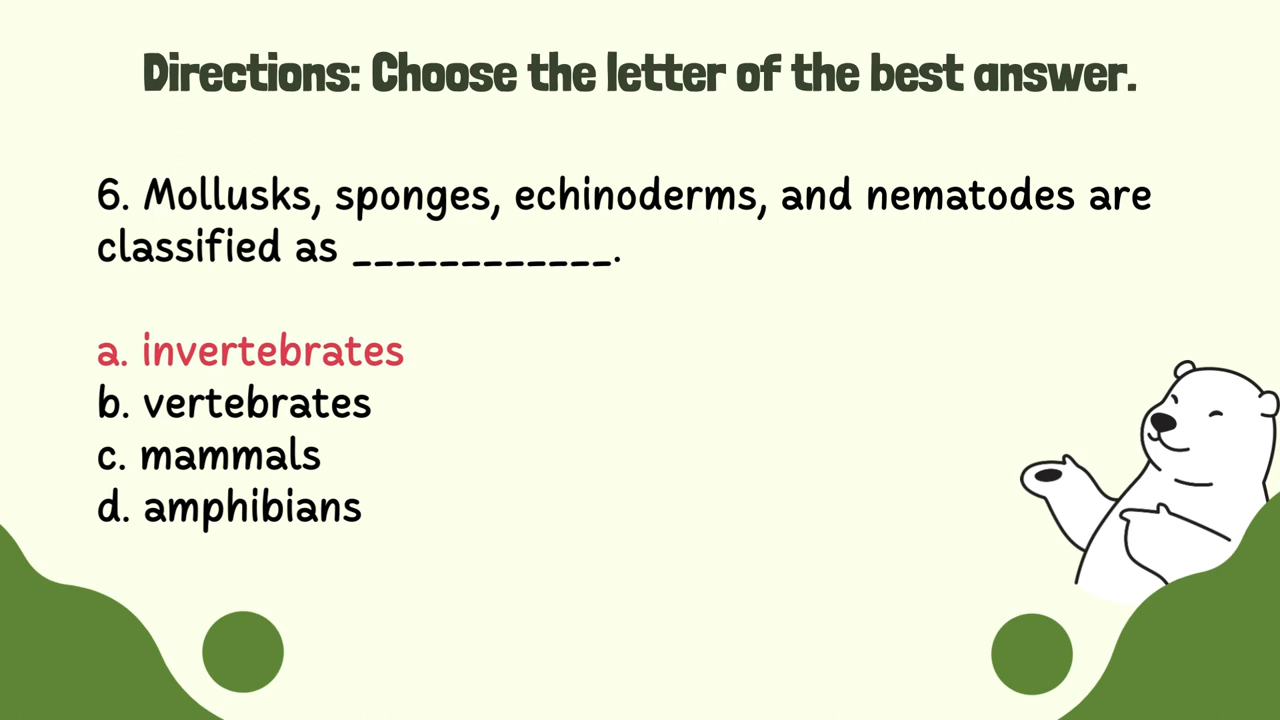 Directions: Choose the letter of the best answer.
6. Mollusks, sponges, echinoderms, and nematodes are
classified as ____________.
a. invertebrates
b. vertebrates
c. mammals
d. amphibians